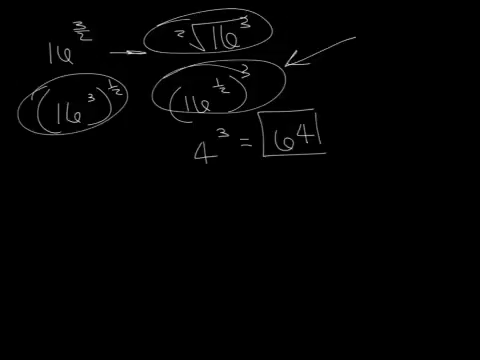 16^(3/2) → ²√16³
(16³)^(1/2) (16^(1/2))³
4³ = 64